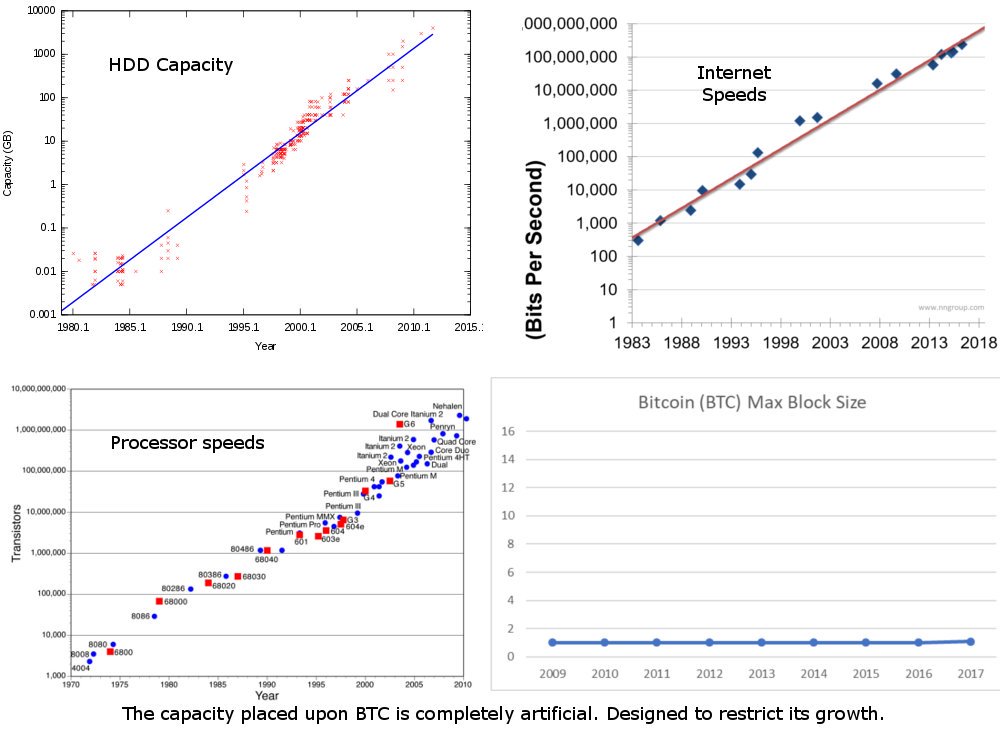 HDD Capacity
Capacity (GB)
10000
1000
100
10
1
0.1
0.01
0.001
1980.1 1985.1 1990.1 1995.1 2000.1 2005.1 2010.1 2015.
Year
Internet
Speeds
(Bits Per Second)
000,000,000
100,000,000
10,000,000
1,000,000
100,000
10,000
1,000
100
10
1
www.nngroup.com
1983 1988 1993 1998 2003 2008 2013 2018
Processor speeds
Transistors
10,000,000,000
1,000,000,000
100,000,000
10,000,000
1,000,000
100,000
10,000
1,000
Nehalen
Dual Core Itanium 2
G6
Penryn
Itanium 2
Quad Core
Itanium 2
Xeon
Core Duo
Xeon
Pentium 4HT
Dual
Pentium M
Pentium M
Pentium 4
G5
Pentium III
G4
Pentium III
Pentium MMX
G3
Pentium Pro
604e
Pentium
604
601
603e
80486
68040
80386
68030
68020
80286
68000
8086
8080
6800
8008
4004
1970 1975 1980 1985 1990 1995 2000 2005 2010
Year
Bitcoin (BTC) Max Block Size
16
14
12
10
8
6
4
2
0
2009 2010 2011 2012 2013 2014 2015 2016 2017
The capacity placed upon BTC is completely artificial. Designed to restrict its growth.